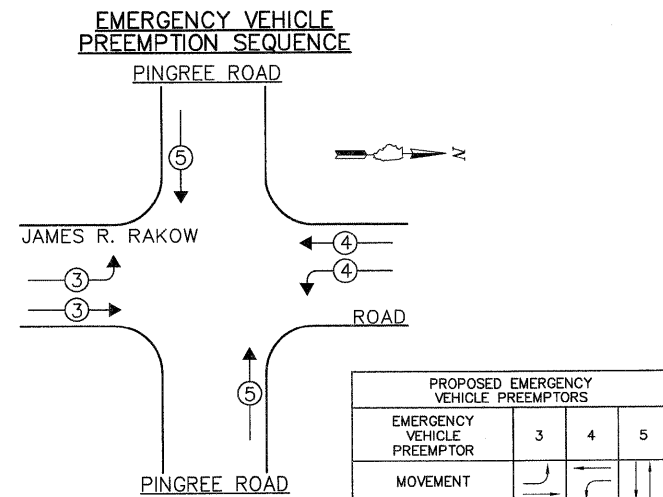 EMERGENCY VEHICLE
PREEMPTION SEQUENCE
PINGREE ROAD
5
N
JAMES R. RAKOW
4
3
4
3
ROAD
5
PINGREE ROAD
PROPOSED EMERGENCY
VEHICLE PREEMPTORS
EMERGENCY
VEHICLE
PREEMPTOR
3 4 5
MOVEMENT